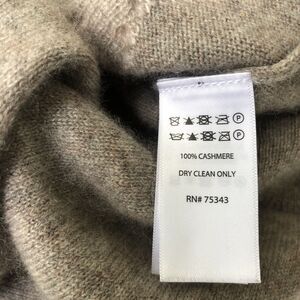 100% CASHMERE
DRY CLEAN ONLY
RN# 75343